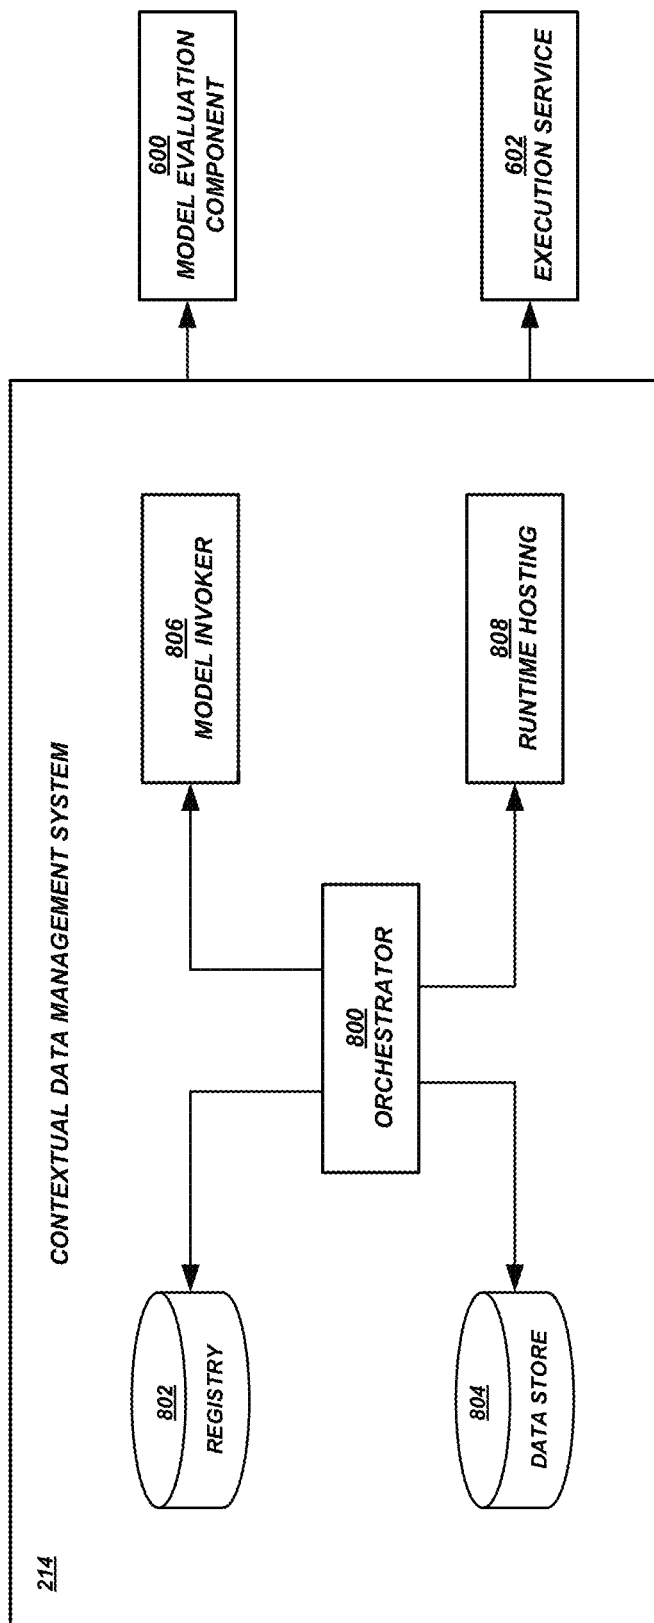 214
CONTEXTUAL DATA MANAGEMENT SYSTEM
802
REGISTRY
800
ORCHESTRATOR
806
MODEL INVOKER
600
MODEL EVALUATION
COMPONENT
804
DATA STORE
808
RUNTIME HOSTING
602
EXECUTION SERVICE